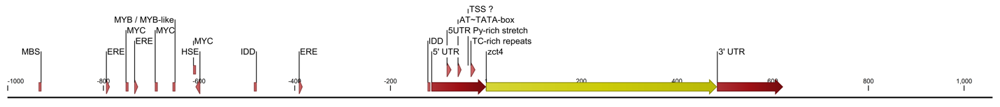 TSS ?
MYB / MYB-like AT~TATA-box
MYC MYC 5UTR Py-rich stretch
ERE MYC IDD TC-rich repeats
MBS ERE HSE IDD ERE 5' UTR zct4 3' UTR
-1000 -800 -600 -400 -200 1 200 400 600 800 1,000